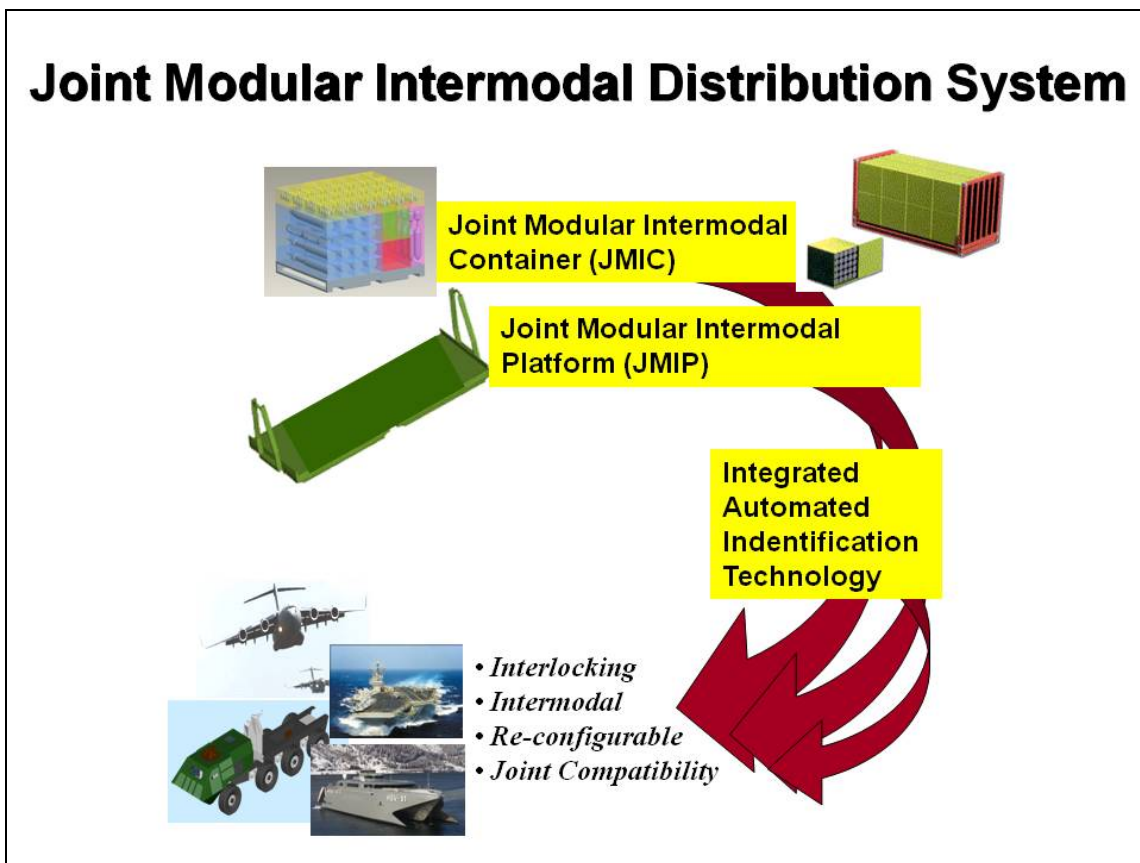 Joint Modular Intermodal Distribution System
Joint Modular Intermodal
Container (JMIC)
Joint Modular Intermodal
Platform (JMIP)
Integrated
Automated
Indentification
Technology
• Interlocking
• Intermodal
• Re-configurable
• Joint Compatibility